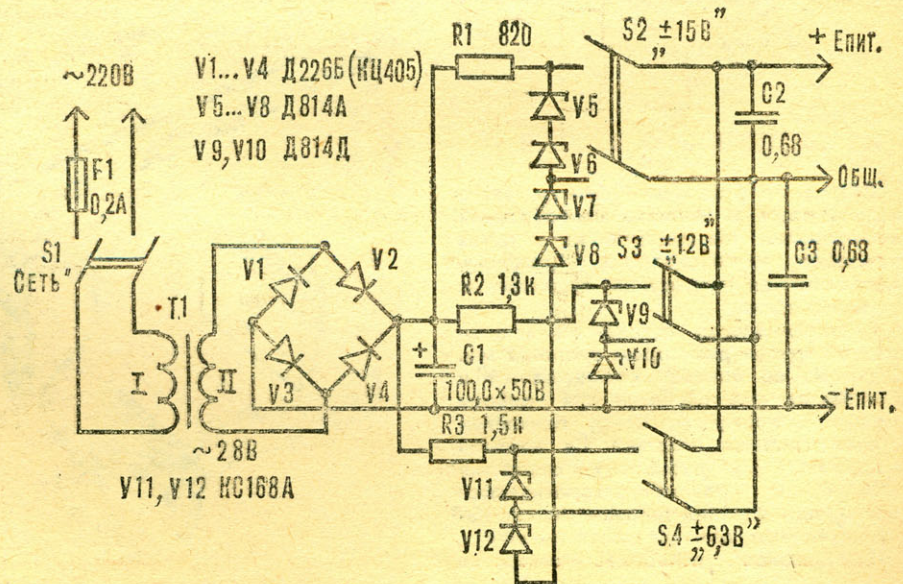 R1 820
S2 „±15В”
+ Епит.
~220В
V1...V4 Д226Б(КЦ405)
V5...V8 Д814А
V9,V10 Д814Д
V5
C2
0,68
F1
0,2А
V6
Общ.
V7
S1
Сеть"
V8
S3 „±12В”
C3 0,68
V1
V2
R2 1,3к
T1
V9
+
C1
V10
I
II
V3
V4
100,0×50В
- Епит.
R3 1,5к
~28В
V11, V12 КС168А
V11
V12
S4 „±6,3В”